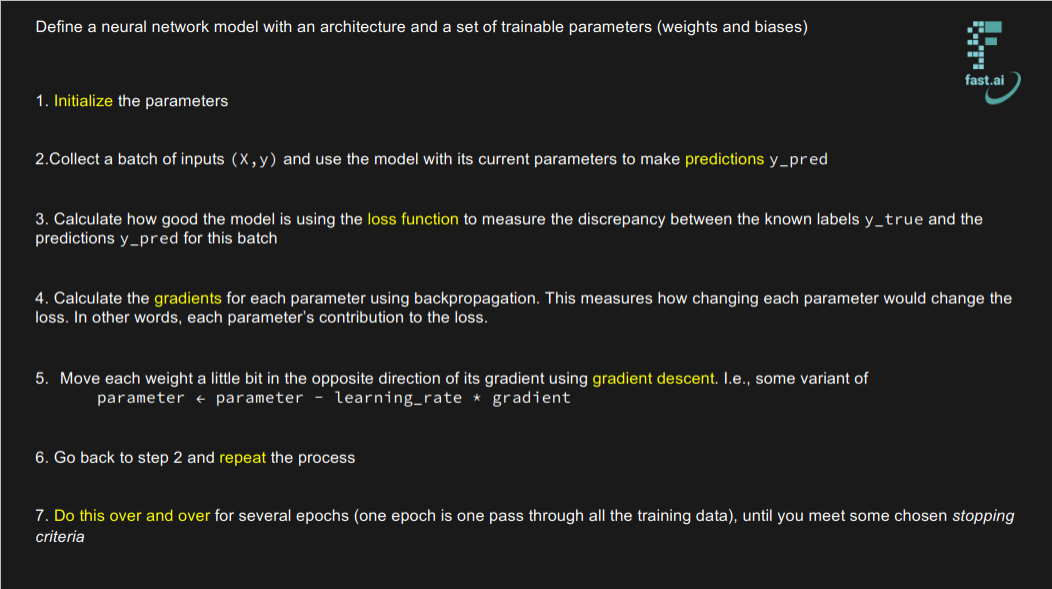 Define a neural network model with an architecture and a set of trainable parameters (weights and biases)
fast.ai
1. Initialize the parameters
2.Collect a batch of inputs (X,y) and use the model with its current parameters to make predictions y_pred
3. Calculate how good the model is using the loss function to measure the discrepancy between the known labels y_true and the
predictions y_pred for this batch
4. Calculate the gradients for each parameter using backpropagation. This measures how changing each parameter would change the
loss. In other words, each parameter’s contribution to the loss.
5. Move each weight a little bit in the opposite direction of its gradient using gradient descent. I.e., some variant of
parameter ← parameter - learning_rate * gradient
6. Go back to step 2 and repeat the process
7. Do this over and over for several epochs (one epoch is one pass through all the training data), until you meet some chosen stopping
criteria